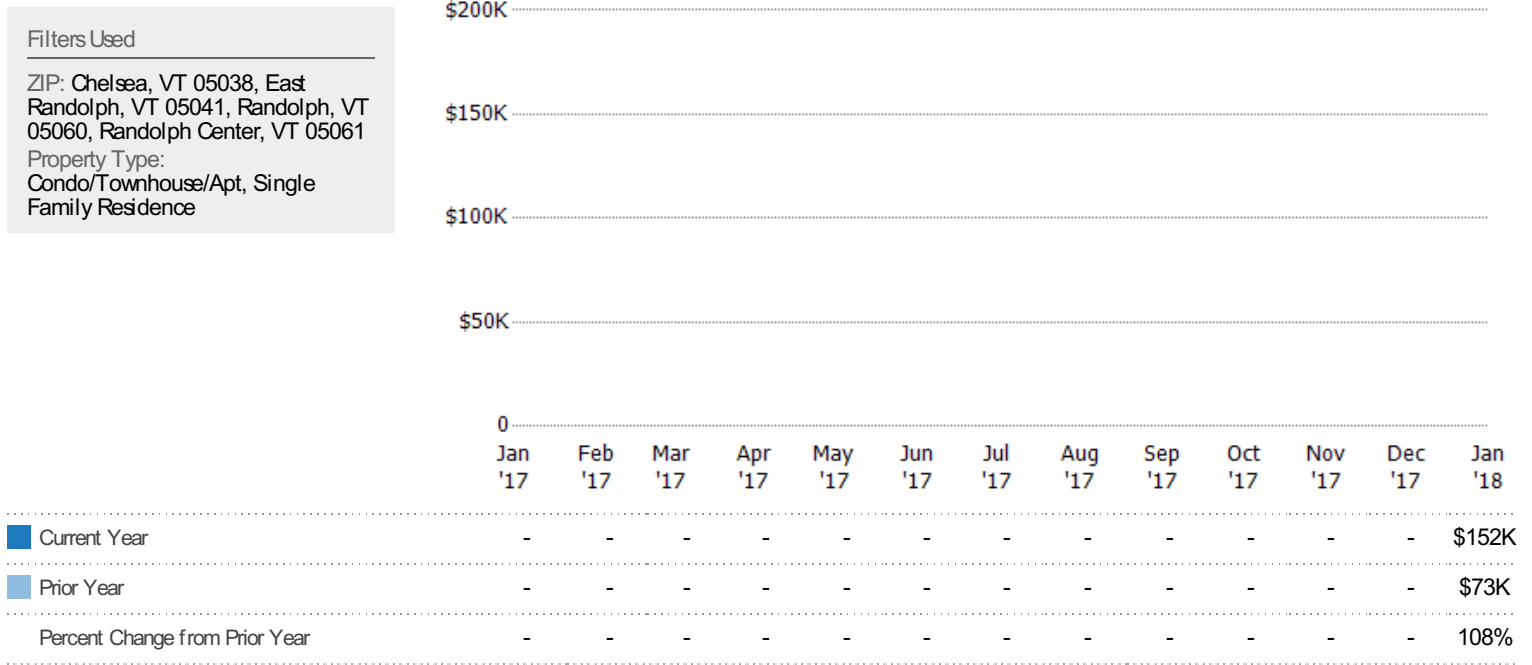 Filters Used
ZIP: Chelsea, VT 05038, East
Randolph, VT 05041, Randolph, VT
05060, Randolph Center, VT 05061
Property Type:
Condo/Townhouse/Apt, Single
Family Residence
$200K
$150K
$100K
$50K
0
Jan Feb Mar Apr May Jun Jul Aug Sep Oct Nov Dec Jan
'17 '17 '17 '17 '17 '17 '17 '17 '17 '17 '17 '17 '18
Current Year - - - - - - - - - - - - $152K
Prior Year - - - - - - - - - - - - $73K
Percent Change from Prior Year - - - - - - - - - - - - 108%